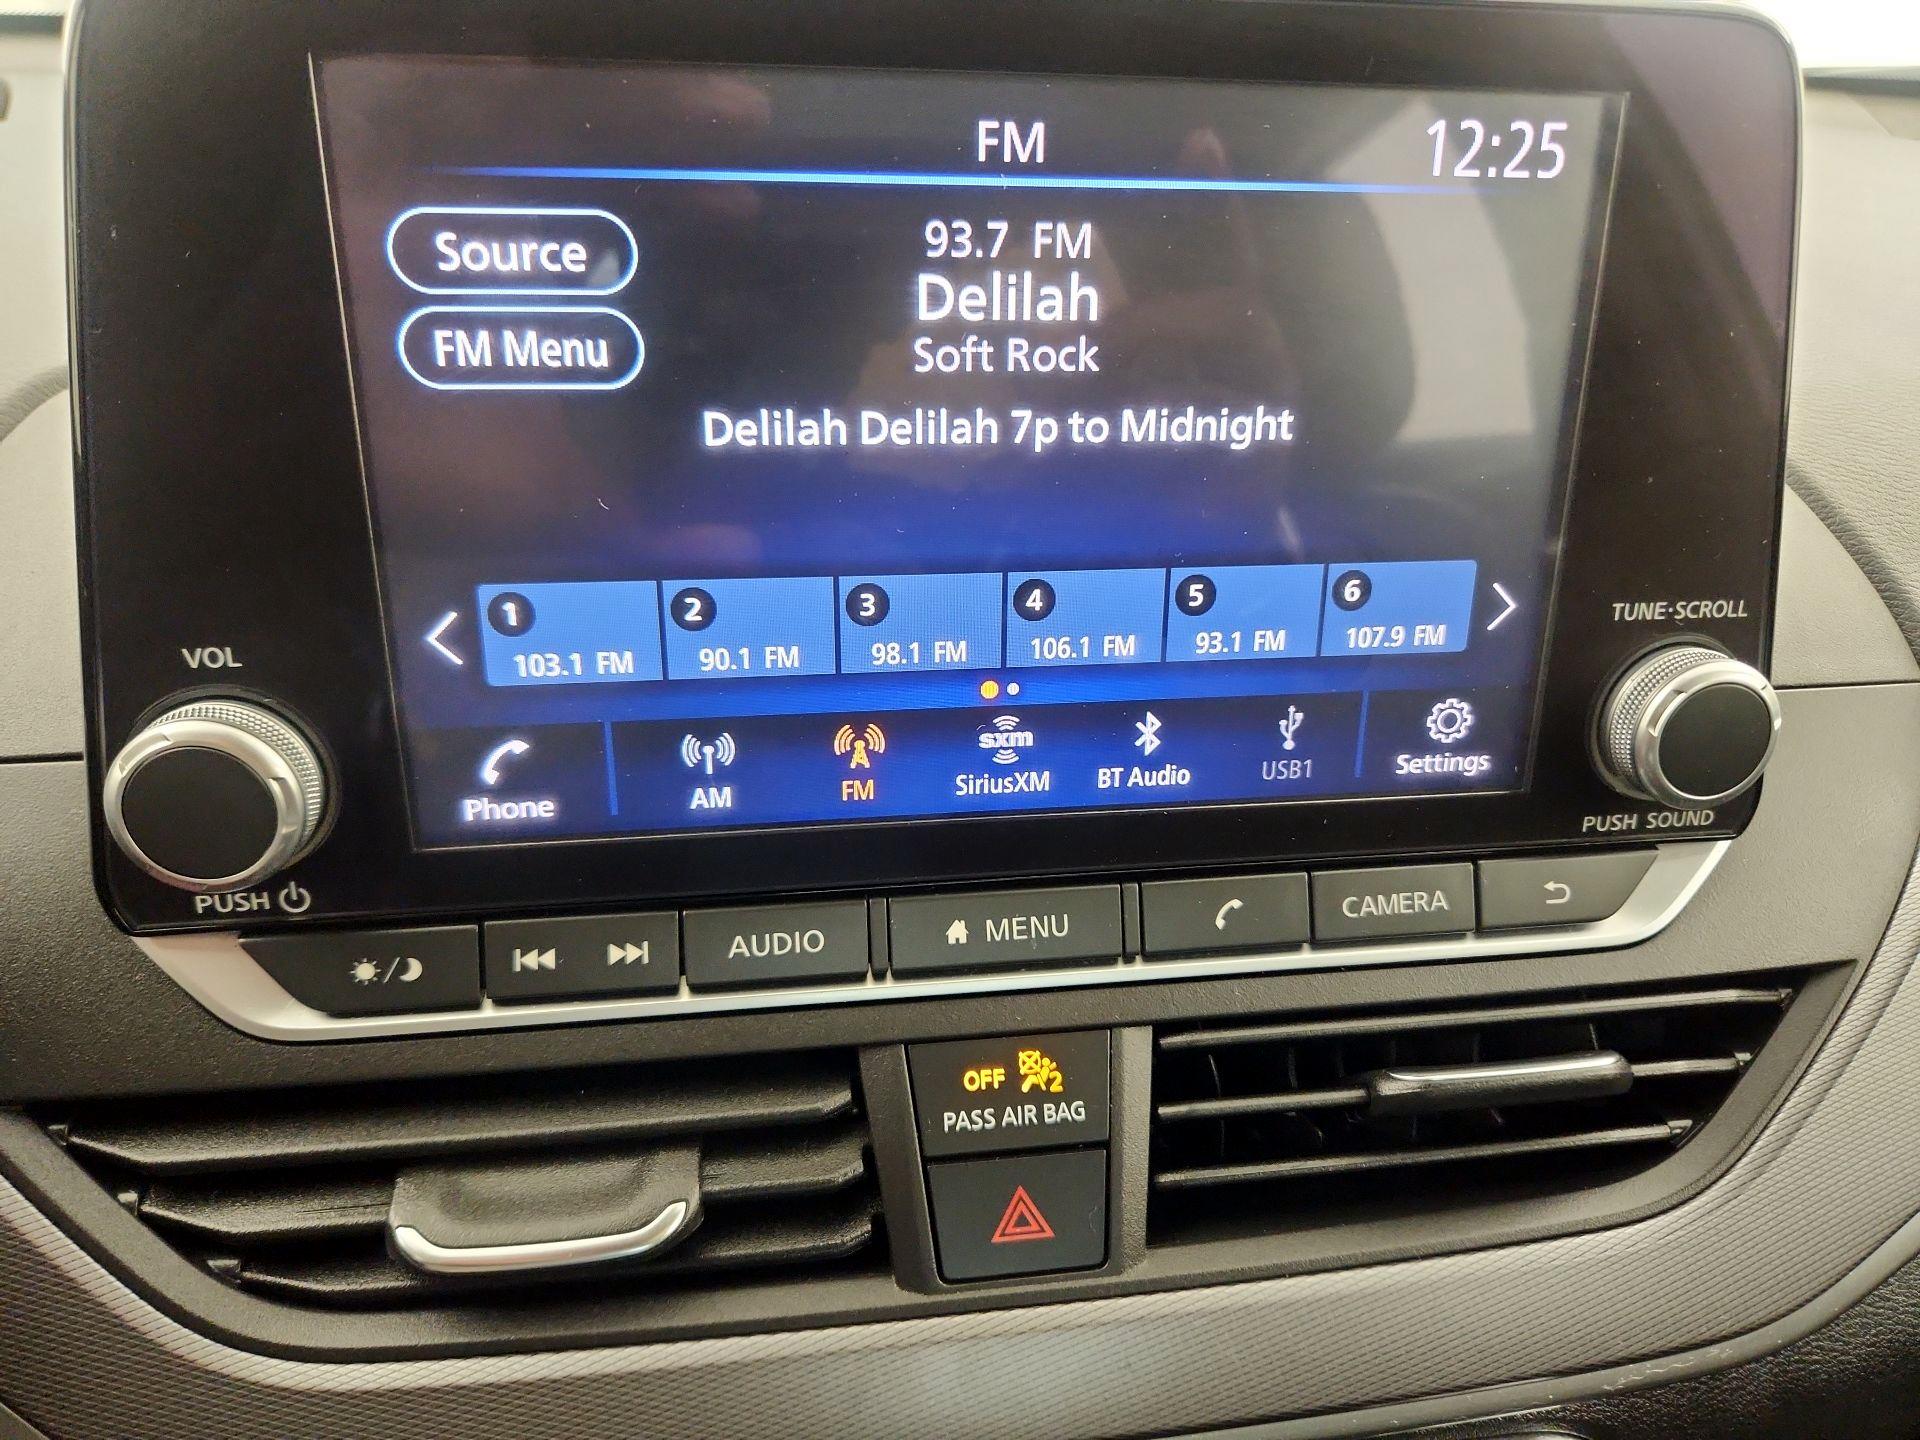 FM
12:25
Source
93.7 FM
Delilah
FM Menu
Soft Rock
Delilah Delilah 7p to Midnight
1
2
3
4
5
6
103.1 FM
90.1 FM
98.1 FM
106.1 FM
93.1 FM
107.9 FM
VOL
TUNE·SCROLL
Phone
AM
FM
sxm
SiriusXM
BT Audio
USB1
Settings
PUSH
PUSH SOUND
AUDIO
MENU
CAMERA
OFF 2
PASS AIR BAG